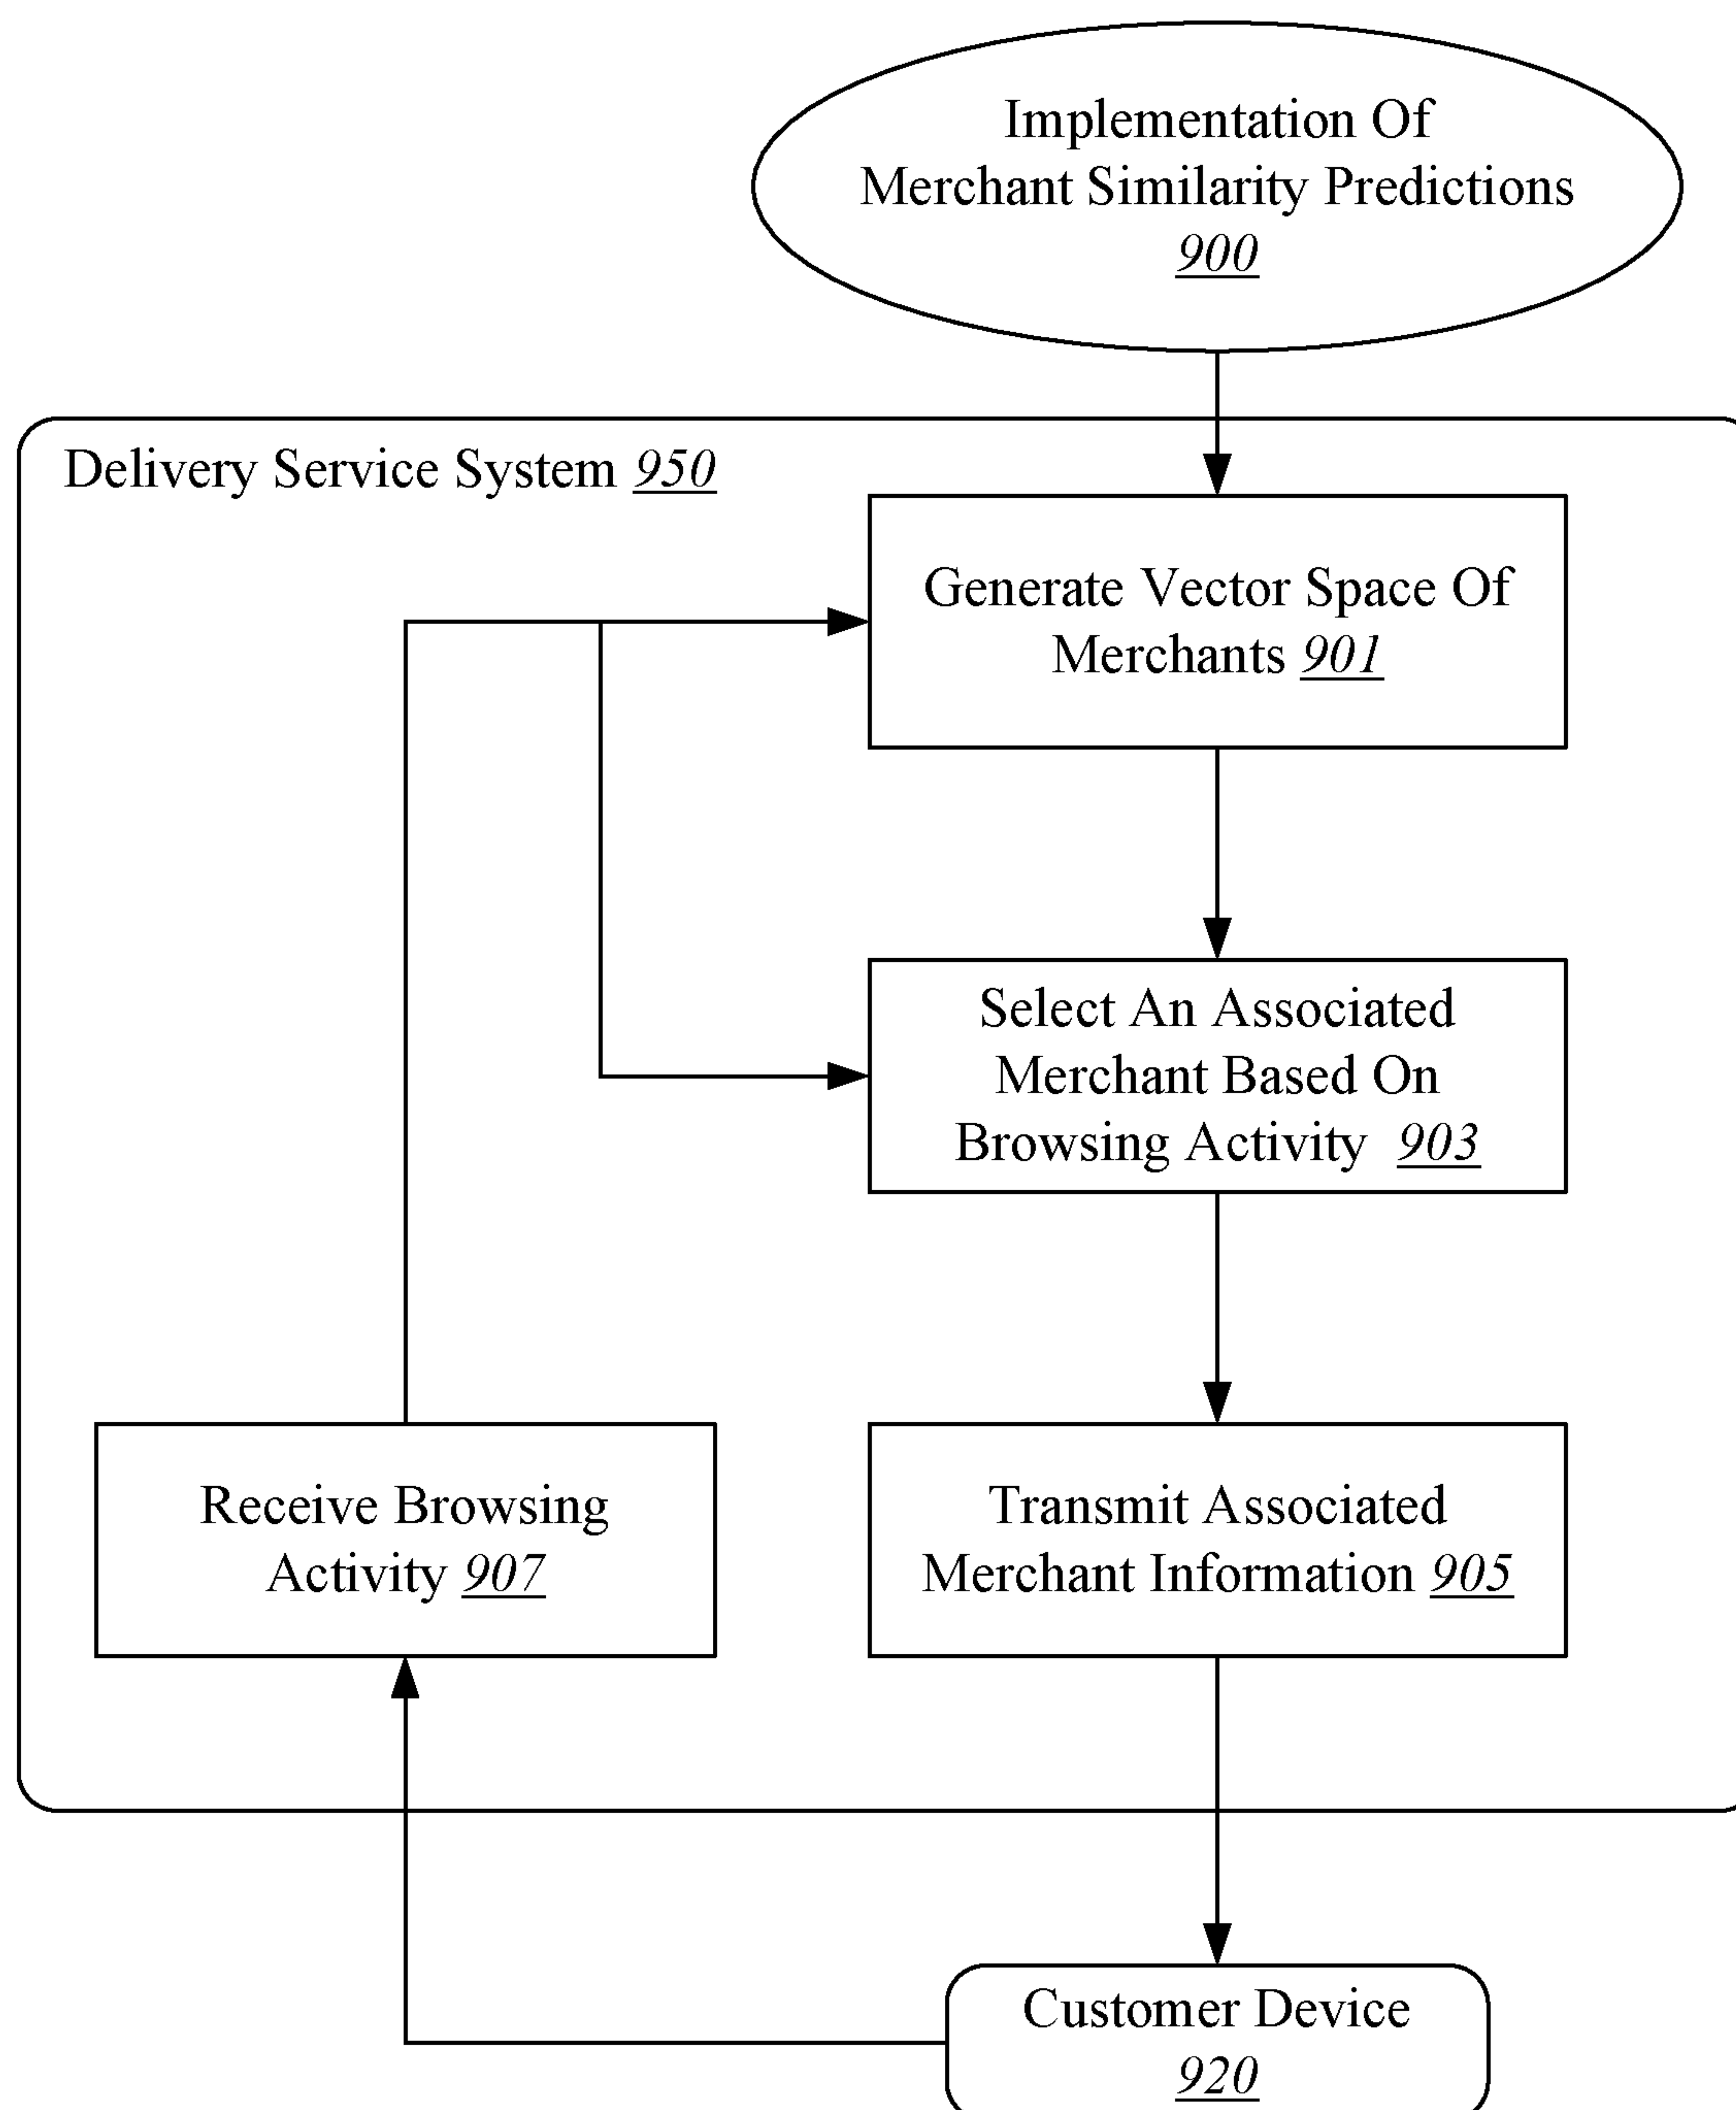 Implementation Of
Merchant Similarity Predictions
900
Delivery Service System 950
Generate Vector Space Of
Merchants 901
Select An Associated
Merchant Based On
Browsing Activity 903
Receive Browsing
Activity 907
Transmit Associated
Merchant Information 905
Customer Device
920